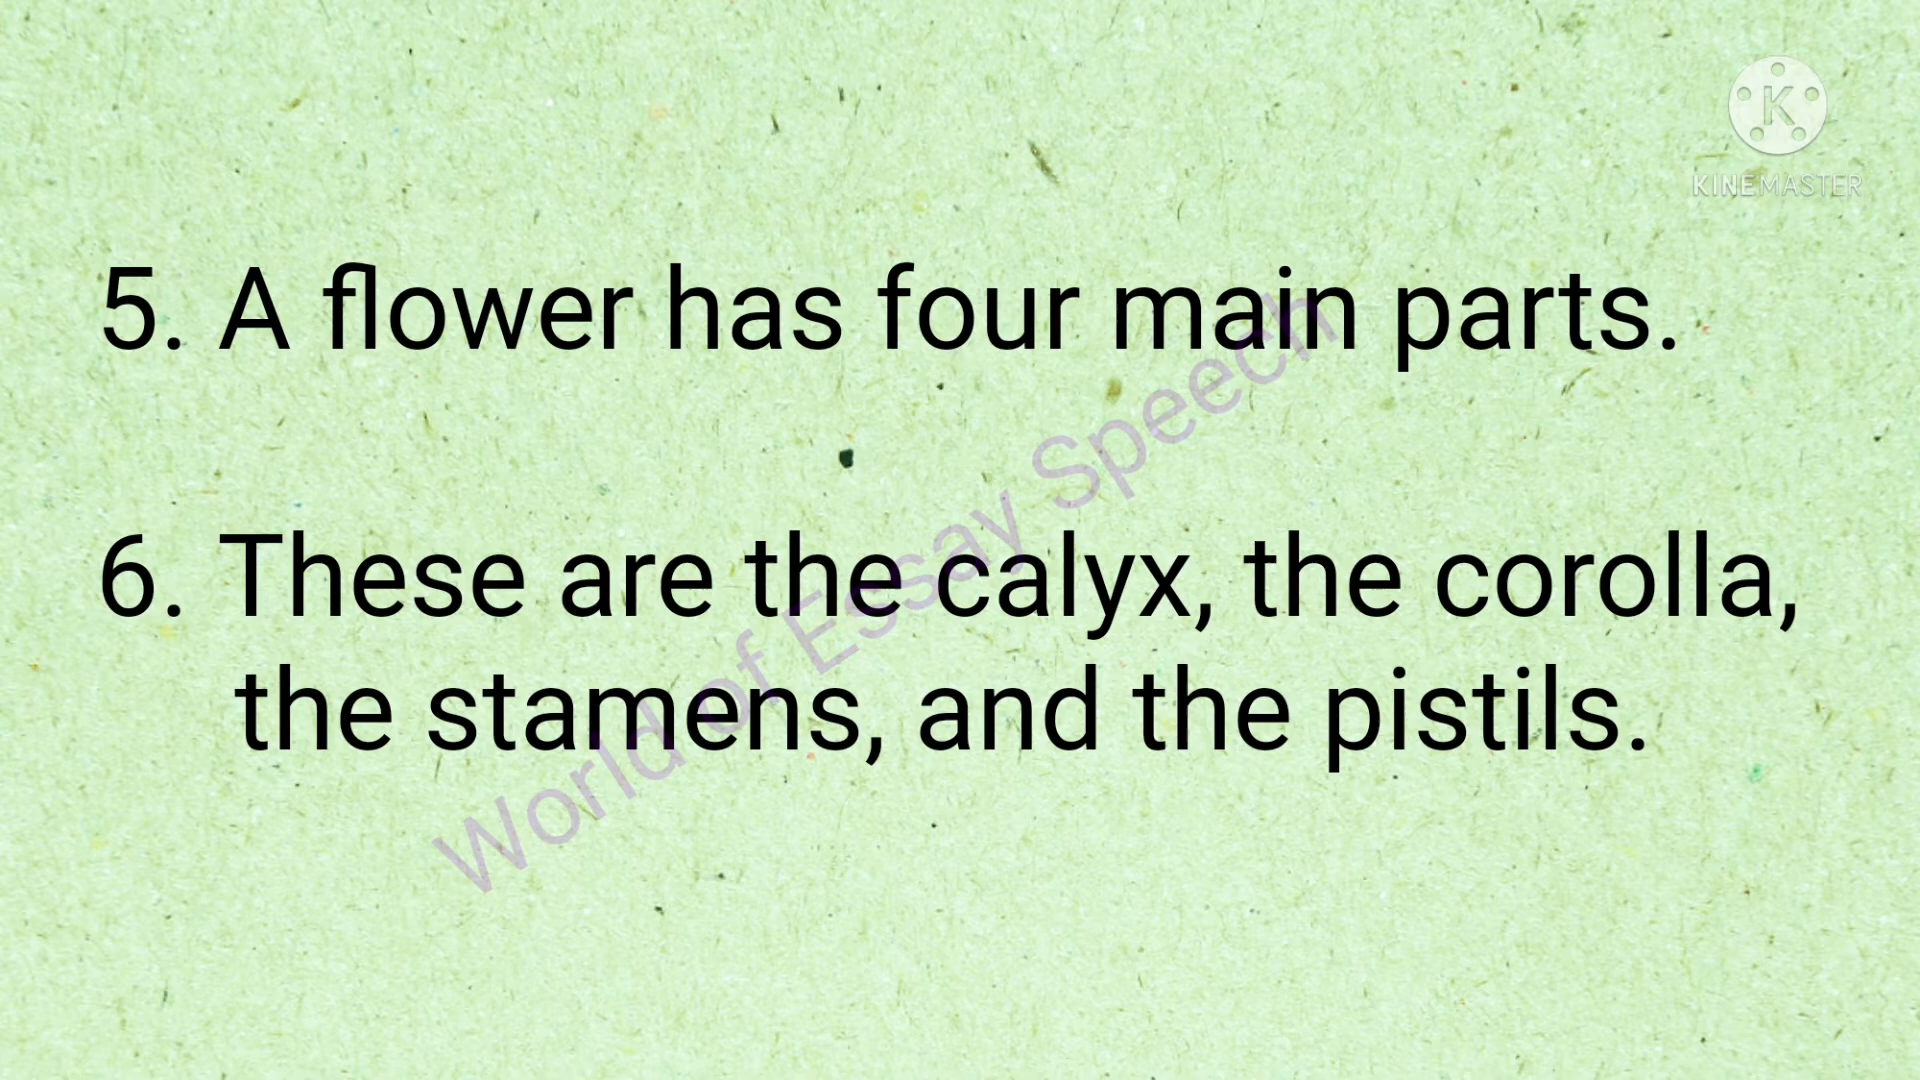 KINEMASTER
5. A flower has four main parts.
6. These are the calyx, the corolla,
the stamens, and the pistils.
World of Essay Speech